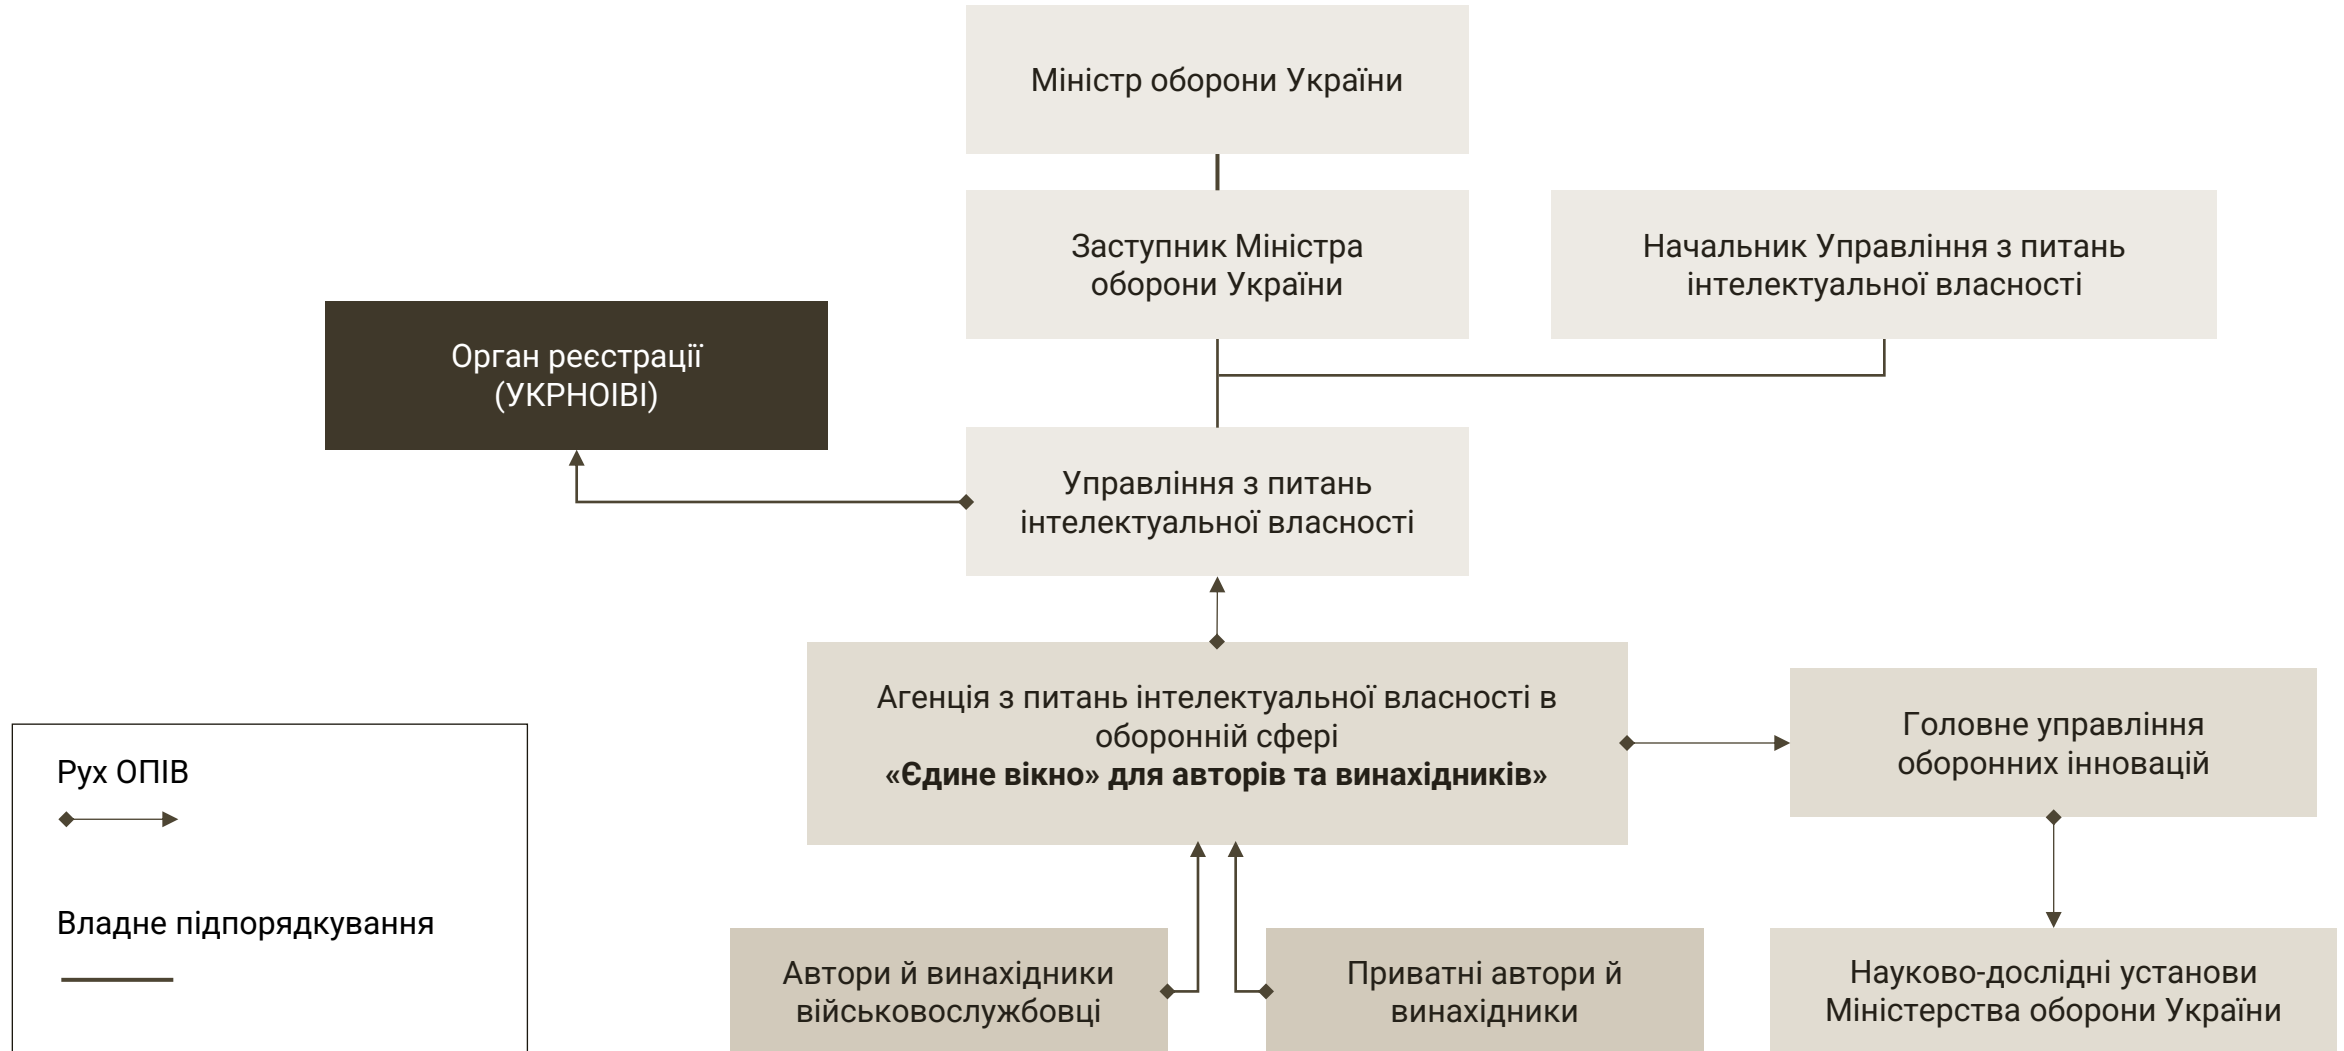 Міністр оборони України
Заступник Міністра
оборони України
Начальник Управління з питань
інтелектуальної власності
Орган реєстрації
(УКРНОІВІ)
Управління з питань
інтелектуальної власності
Агенція з питань інтелектуальної власності в
оборонній сфері
«Єдине вікно» для авторів та винахідників»
Головне управління
оборонних інновацій
Рух ОПІВ
Владне підпорядкування
Автори й винахідники
військовослужбовці
Приватні автори й
винахідники
Науково-дослідні установи
Міністерства оборони України